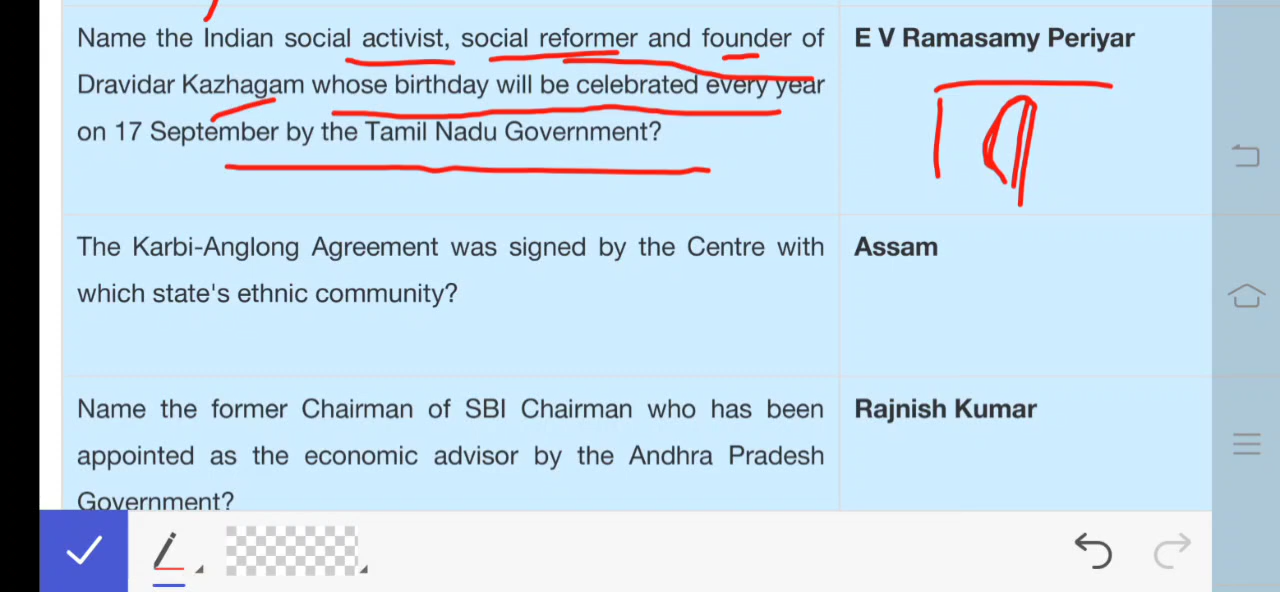 Name the Indian social activist, social reformer and founder of
Dravidar Kazhagam whose birthday will be celebrated every year
on 17 September by the Tamil Nadu Government?
E V Ramasamy Periyar
The Karbi-Anglong Agreement was signed by the Centre with
which state's ethnic community?
Assam
Name the former Chairman of SBI Chairman who has been
appointed as the economic advisor by the Andhra Pradesh
Government?
Rajnish Kumar